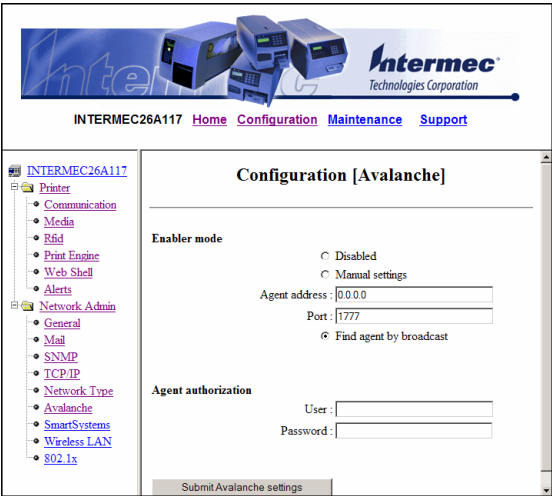 Inte
Intermec
Technologies Corporation
INTERMEC26A117 Home Configuration Maintenance Support
INTERMEC26A117
Printer
Communication
Media
Rfid
Print Engine
Web Shell
Alerts
Network Admin
General
Mail
SNMP
TCP/IP
Network Type
Avalanche
SmartSystems
Wireless LAN
802.1x
Configuration [Avalanche]
Enabler mode
Disabled
Manual settings
Agent address : 0.0.0.0
Port : 1777
Find agent by broadcast
Agent authorization
User :
Password :
Submit Avalanche settings